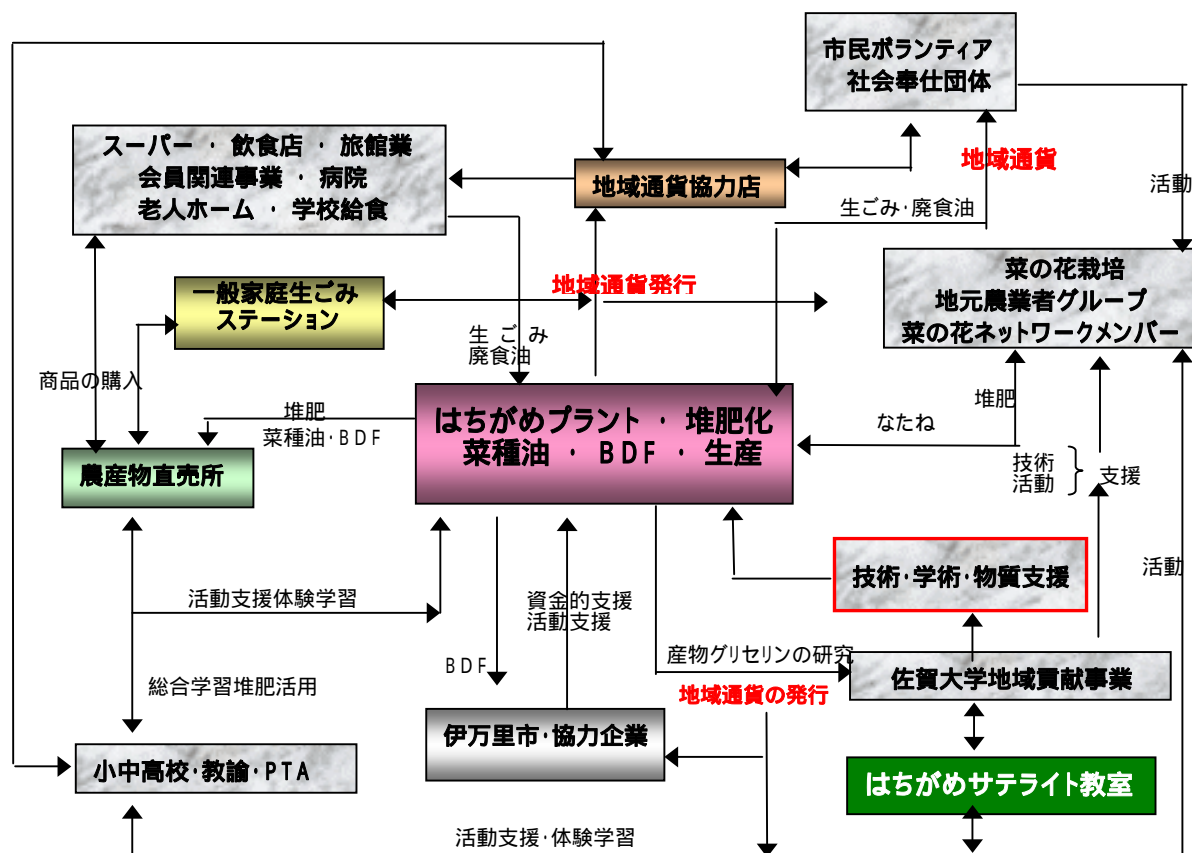 市民ボランティア
社会奉仕団体
スーパー ・ 飲食店 ・ 旅館業
会員関連事業 ・ 病院
老人ホーム ・ 学校給食
地域通貨協力店
地域通貨
活動
生ごみ・廃食油
一般家庭生ごみ
ステーション
地域通貨発行
菜の花栽培
地元農業者グループ
菜の花ネットワークメンバー
生 ご み
廃食油
商品の購入
堆肥
菜種油・BDF
はちがめプラント ・ 堆肥化
菜種油 ・ BDF ・ 生産
堆肥
なたね
農産物直売所
技術
活動
支援
技術・学術・物質支援
活動
活動支援体験学習
資金的支援
活動支援
BDF
産物グリセリンの研究
佐賀大学地域貢献事業
総合学習堆肥活用
地域通貨の発行
伊万里市・協力企業
小中高校・教諭・PTA
はちがめサテライト教室
活動支援・体験学習